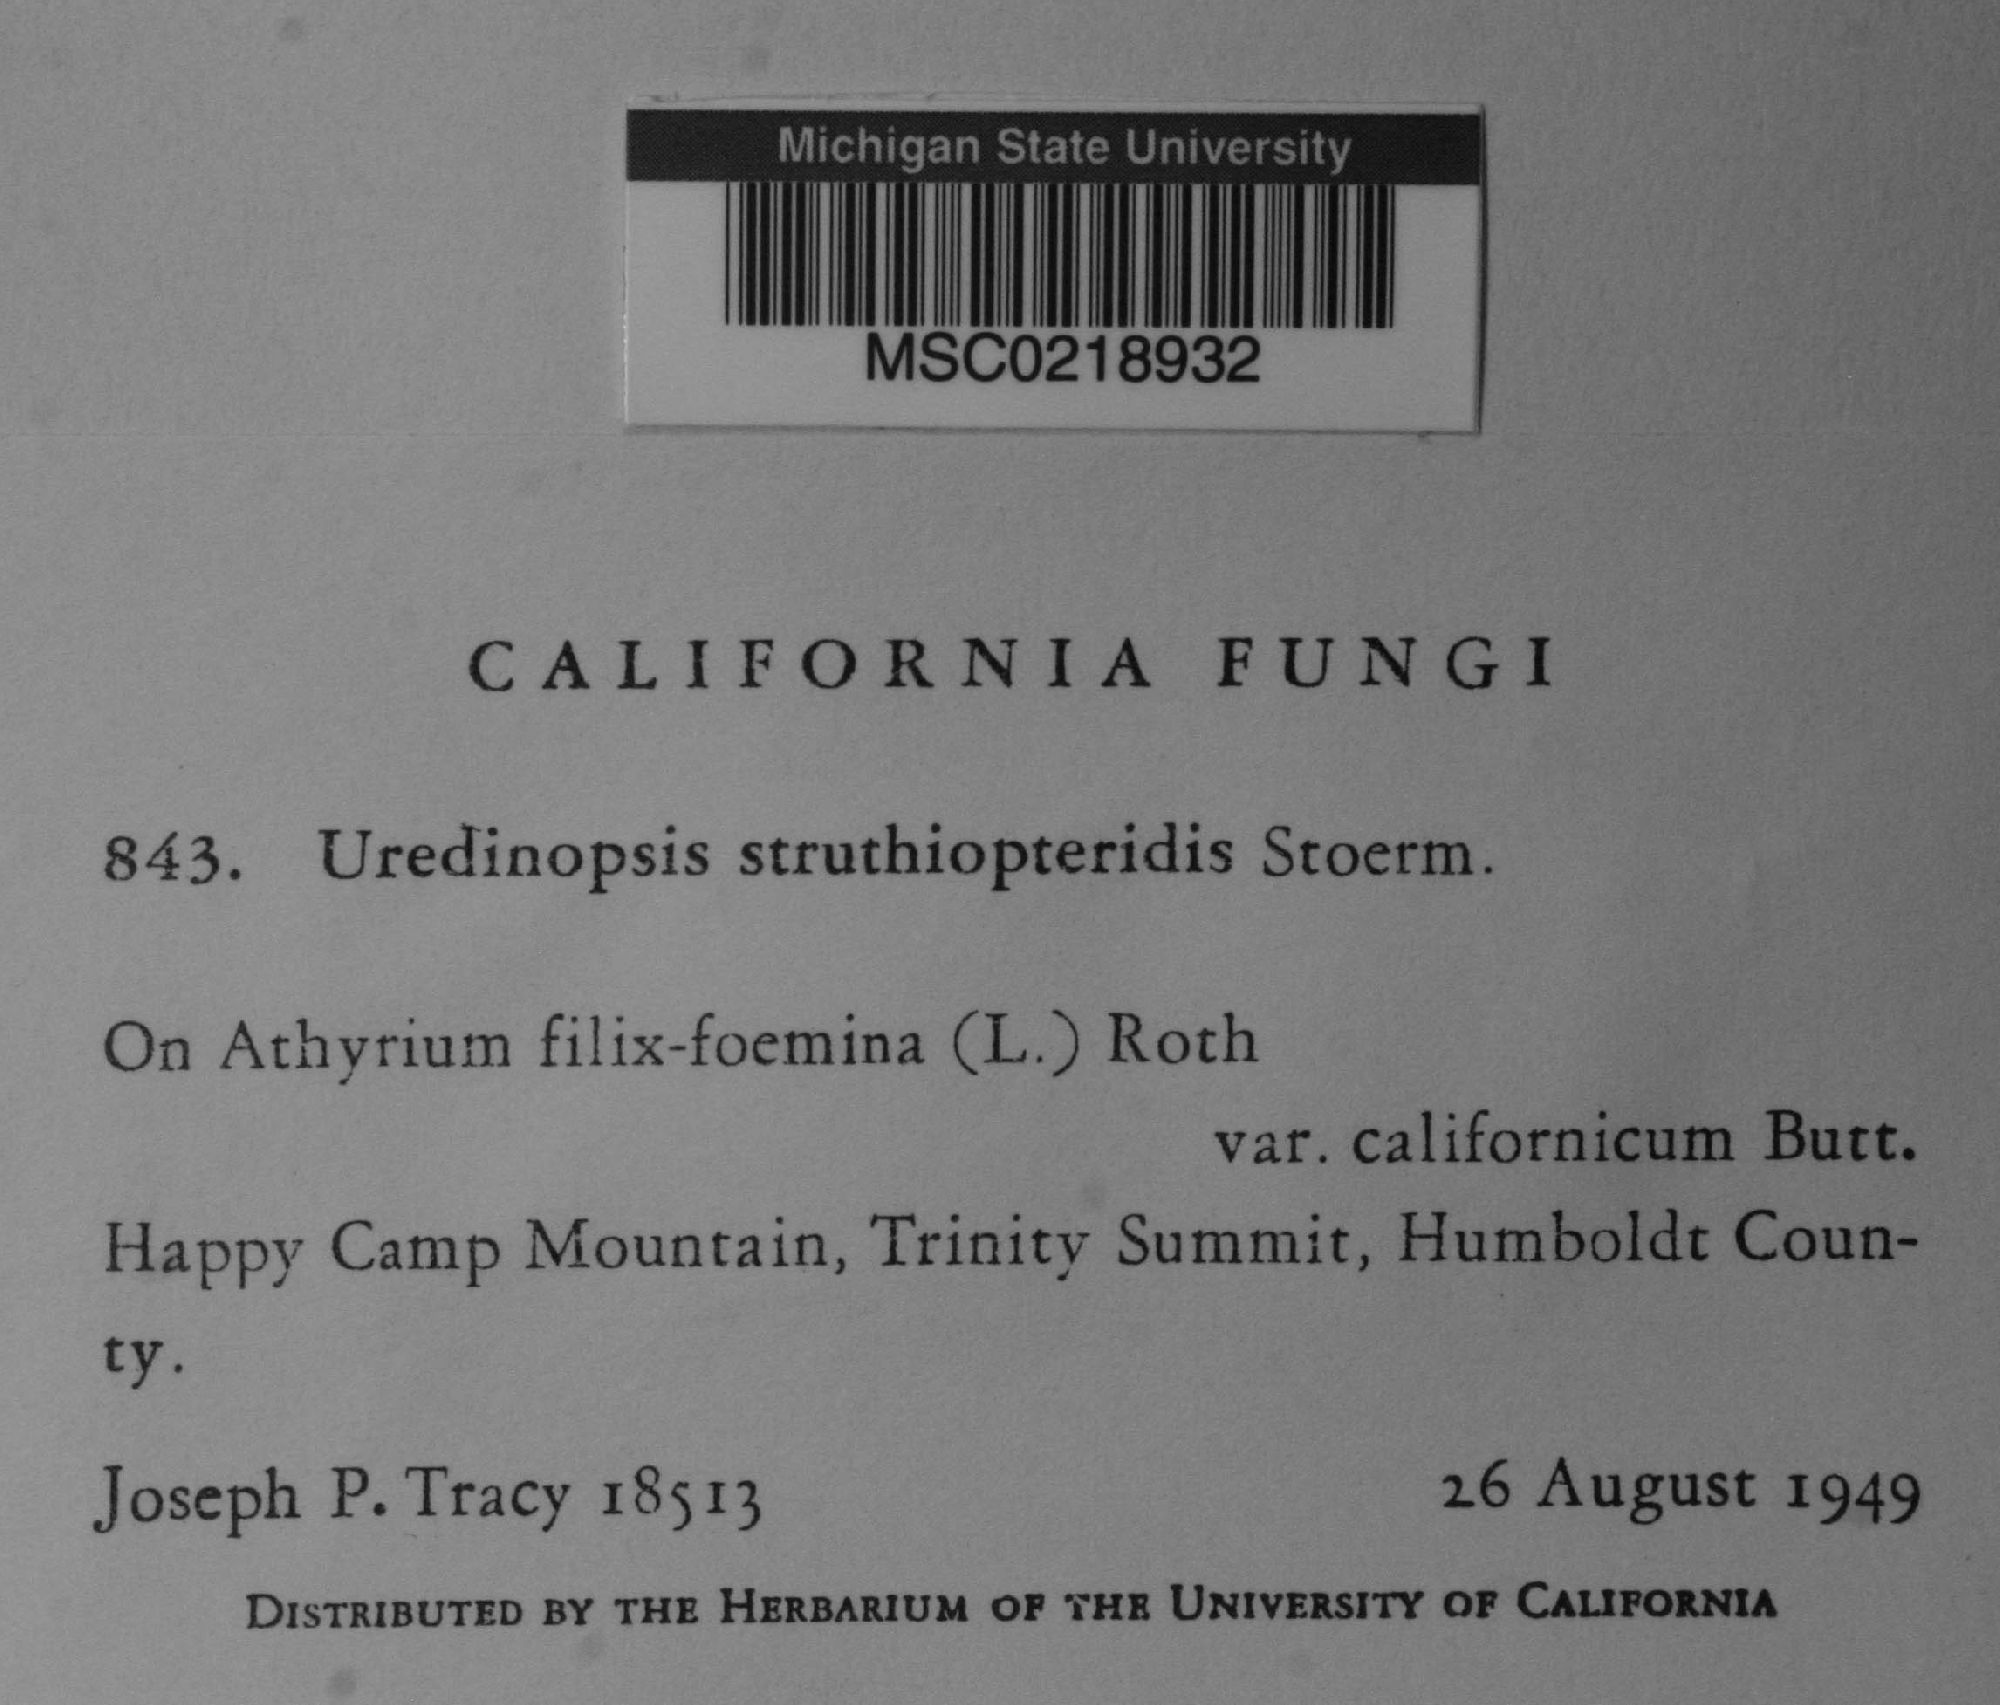 Michigan State University
MSC0218932
CALIFORNIA FUNGI
843. Uredinopsis struthiopteridis Stoerm.
On Athyrium filix-foemina (L.) Roth
var. californicum Butt.
Happy Camp Mountain, Trinity Summit, Humboldt Coun-
ty.
Joseph P. Tracy 18513 26 August 1949
DISTRIBUTED BY THE HERBARIUM OF THE UNIVERSITY OF CALIFORNIA